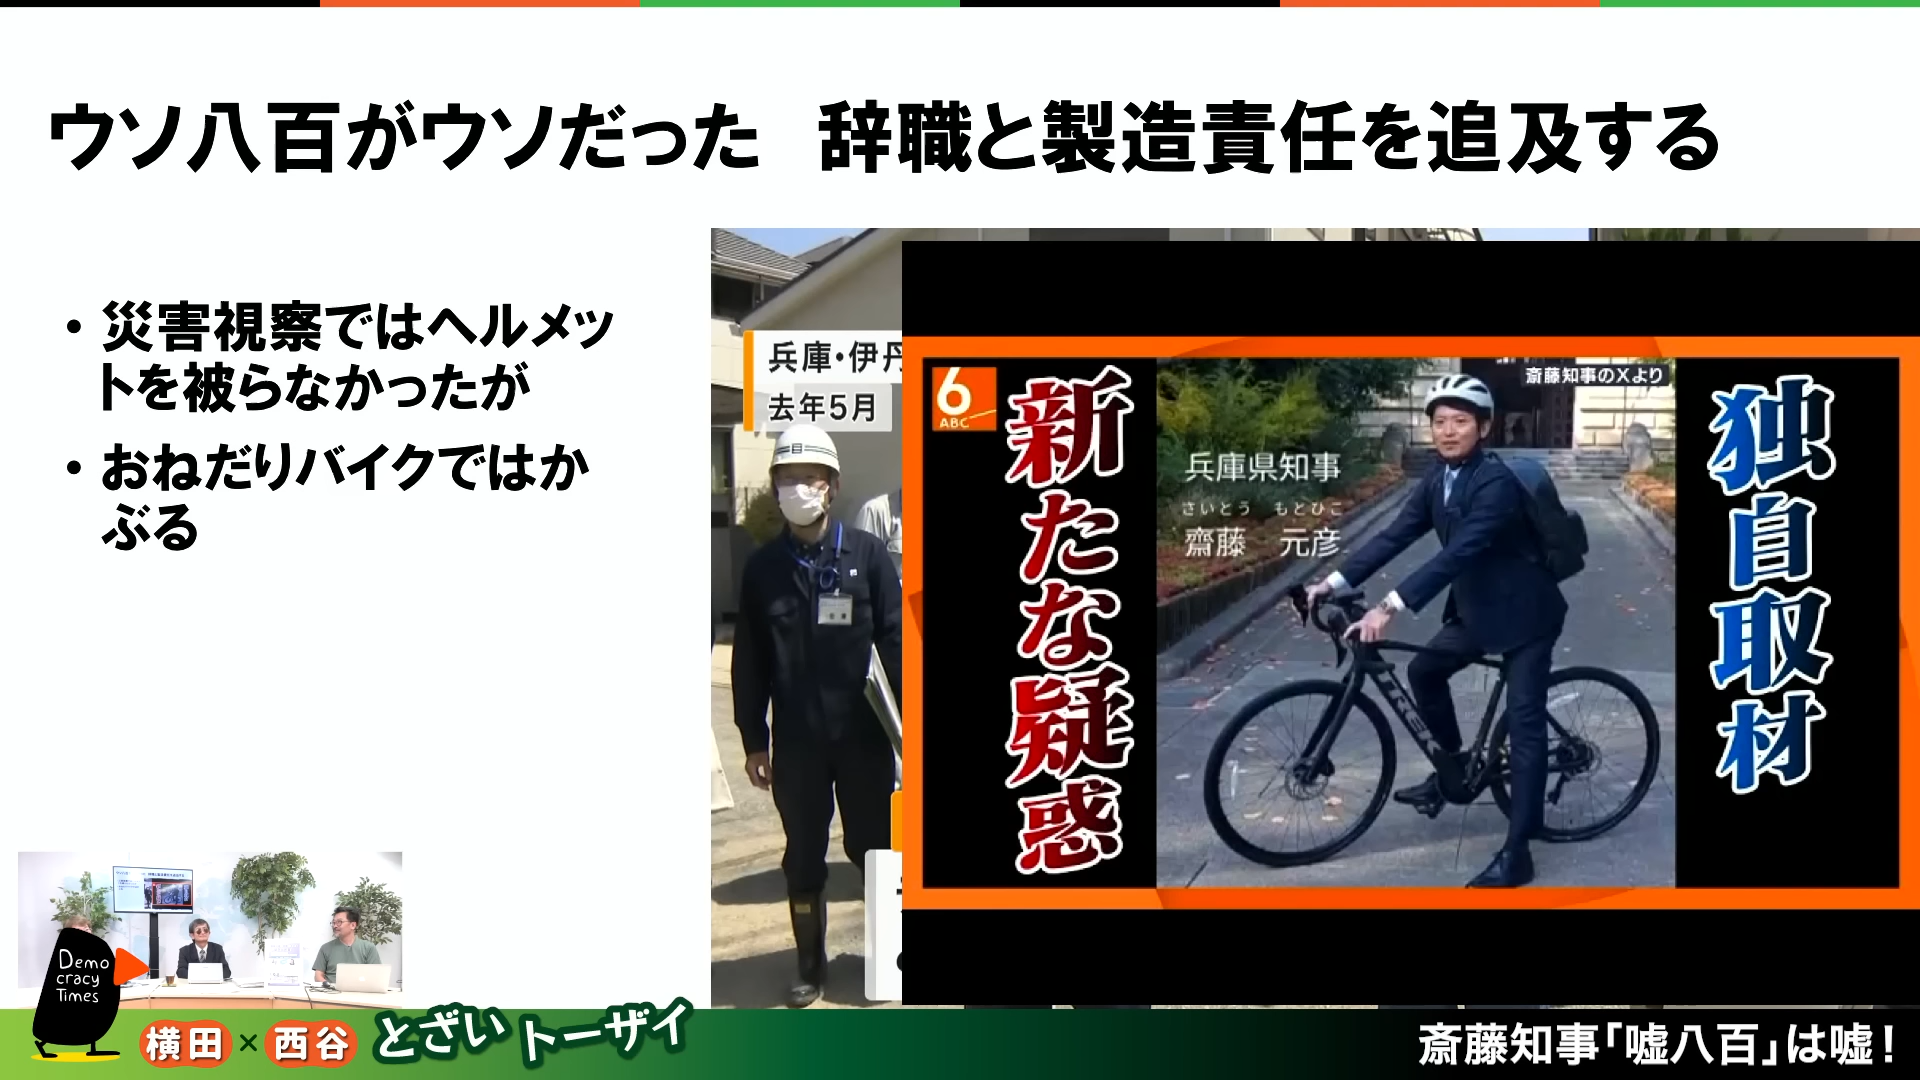 ウソ八百がウソだった　辞職と製造責任を追及する
・災害視察ではヘルメッ
トを被らなかったが
・おねだりバイクではか
ぶる
兵庫・伊丹
去年5月
6
ABC
新たな疑惑
斎藤知事のXより
兵庫県知事
さいとう　もとひこ
齋藤　元彦
TREK
独自取材
Demo
cracy
Times
横田×西谷
とざいトーザイ
斎藤知事「嘘八百」は嘘！